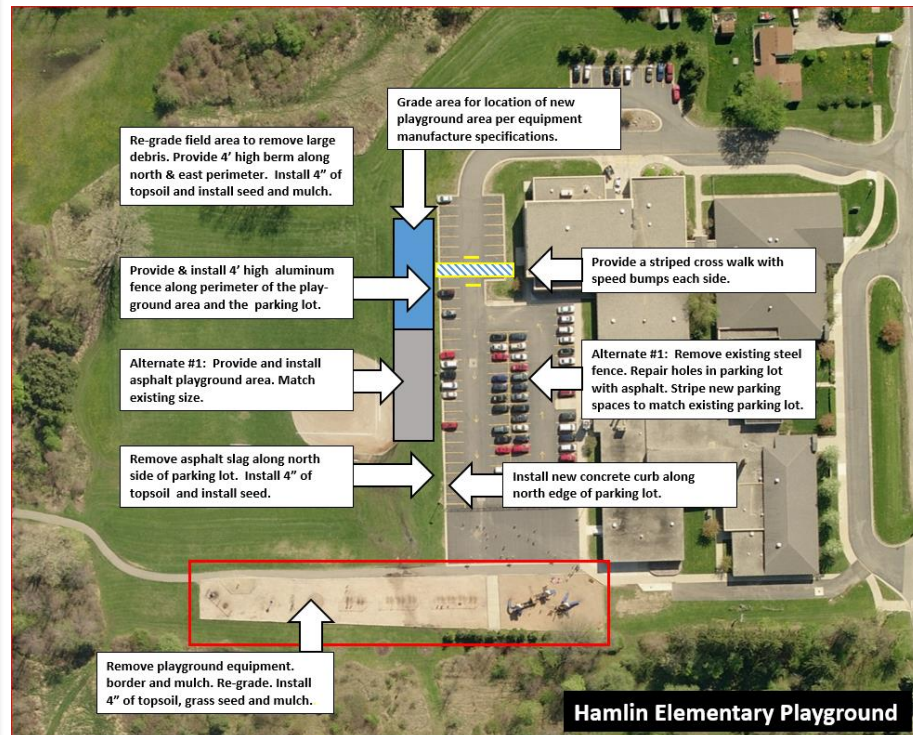 Grade area for location of new
playground area per equipment
manufacture specifications.
Re-grade field area to remove large
debris. Provide 4' high berm along
north & east perimeter. Install 4” of
topsoil and install seed and mulch.
Provide & install 4' high aluminum
fence along perimeter of the play-
ground area and the parking lot.
Provide a striped cross walk with
speed bumps each side.
Alternate #1: Provide and install
asphalt playground area. Match
existing size.
Alternate #1: Remove existing steel
fence. Repair holes in parking lot
with asphalt. Stripe new parking
spaces to match existing parking lot.
Remove asphalt slag along north
side of parking lot. Install 4” of
topsoil and install seed.
Install new concrete curb along
north edge of parking lot.
Remove playground equipment.
border and mulch. Re-grade. Install
4” of topsoil, grass seed and mulch.
Hamlin Elementary Playground